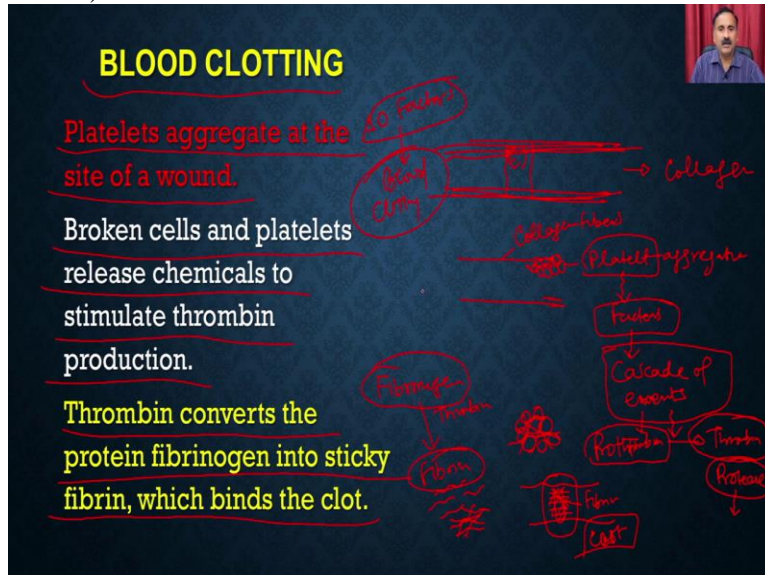 BLOOD CLOTTING
Platelets aggregate at the
site of a wound.
Broken cells and platelets
release chemicals to
stimulate thrombin
production.
Thrombin converts the
protein fibrinogen into sticky
fibrin, which binds the clot.
10 Factors
Blood
Clotting
Collagen
Collagen fibers
Platelet aggregation
Factors
Cascade of
events
Prothrombin
Thrombin
Protease
Fibrinogen
Thrombin
Fibrin
Fibrin